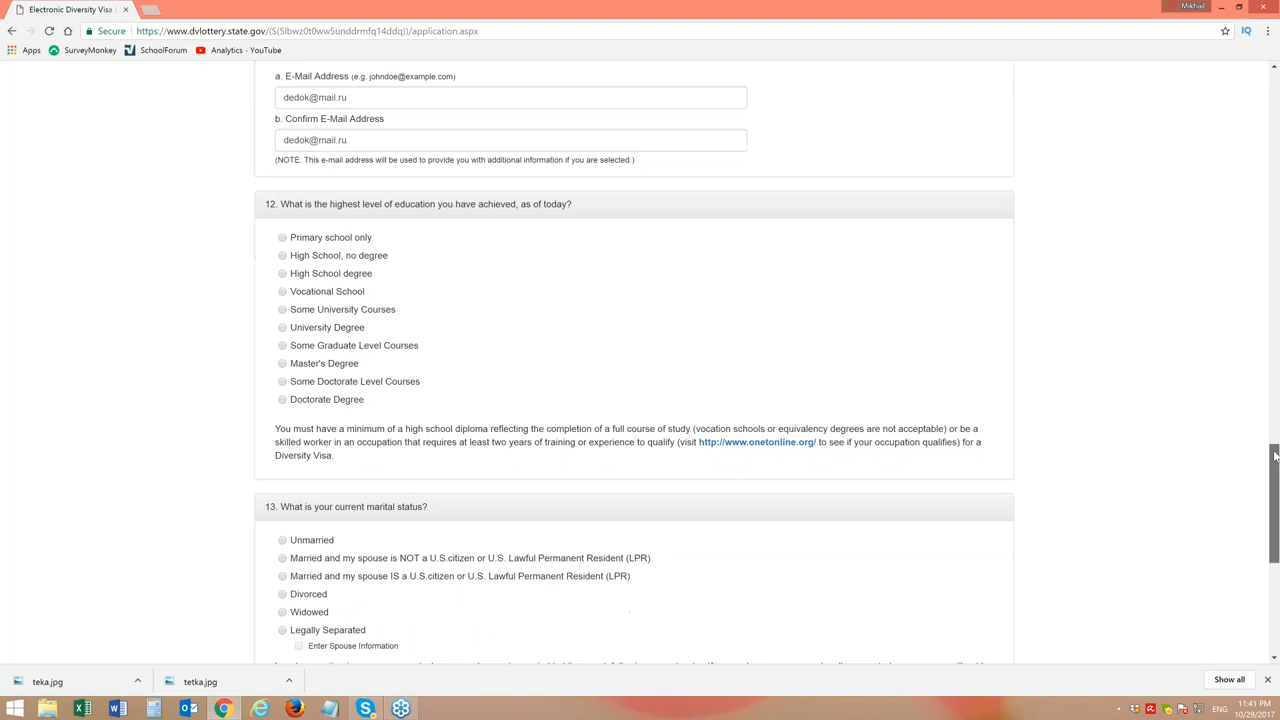 Electronic Diversity Visa
Mikhail
Secure
https://www.dvlottery.state.gov/(S(5lbwz0t0ww5unddrmfq14ddq))/application.aspx
Apps
SurveyMonkey
SchoolForum
Analytics - YouTube
a. E-Mail Address (e.g. johndoe@example.com)
dedok@mail.ru
b. Confirm E-Mail Address
dedok@mail.ru
(NOTE: This e-mail address will be used to provide you with additional information if you are selected.)
12. What is the highest level of education you have achieved, as of today?
Primary school only
High School, no degree
High School degree
Vocational School
Some University Courses
University Degree
Some Graduate Level Courses
Master's Degree
Some Doctorate Level Courses
Doctorate Degree
You must have a minimum of a high school diploma reflecting the completion of a full course of study (vocation schools or equivalency degrees are not acceptable) or be a
skilled worker in an occupation that requires at least two years of training or experience to qualify (visit http://www.onetonline.org/ to see if your occupation qualifies) for a
Diversity Visa.
13. What is your current marital status?
Unmarried
Married and my spouse is NOT a U.S.citizen or U.S. Lawful Permanent Resident (LPR)
Married and my spouse IS a U.S.citizen or U.S. Lawful Permanent Resident (LPR)
Divorced
Widowed
Legally Separated
Enter Spouse Information
teka.jpg
tetka.jpg
Show all
ENG
11:41 PM
10/29/2017